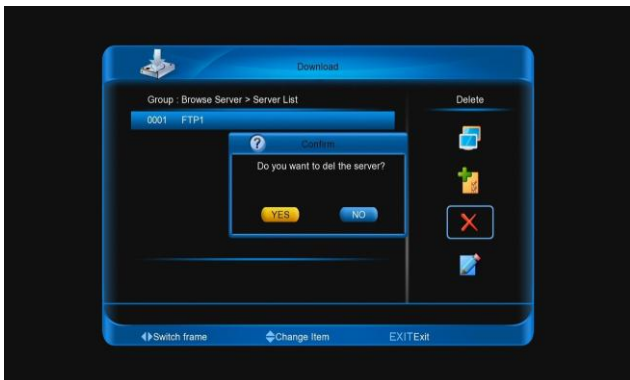 Download
Group : Browse Server > Server List
Delete
0001 FTP1
Confirm
Do you want to del the server?
YES
NO
Switch frame
Change Item
EXITExit